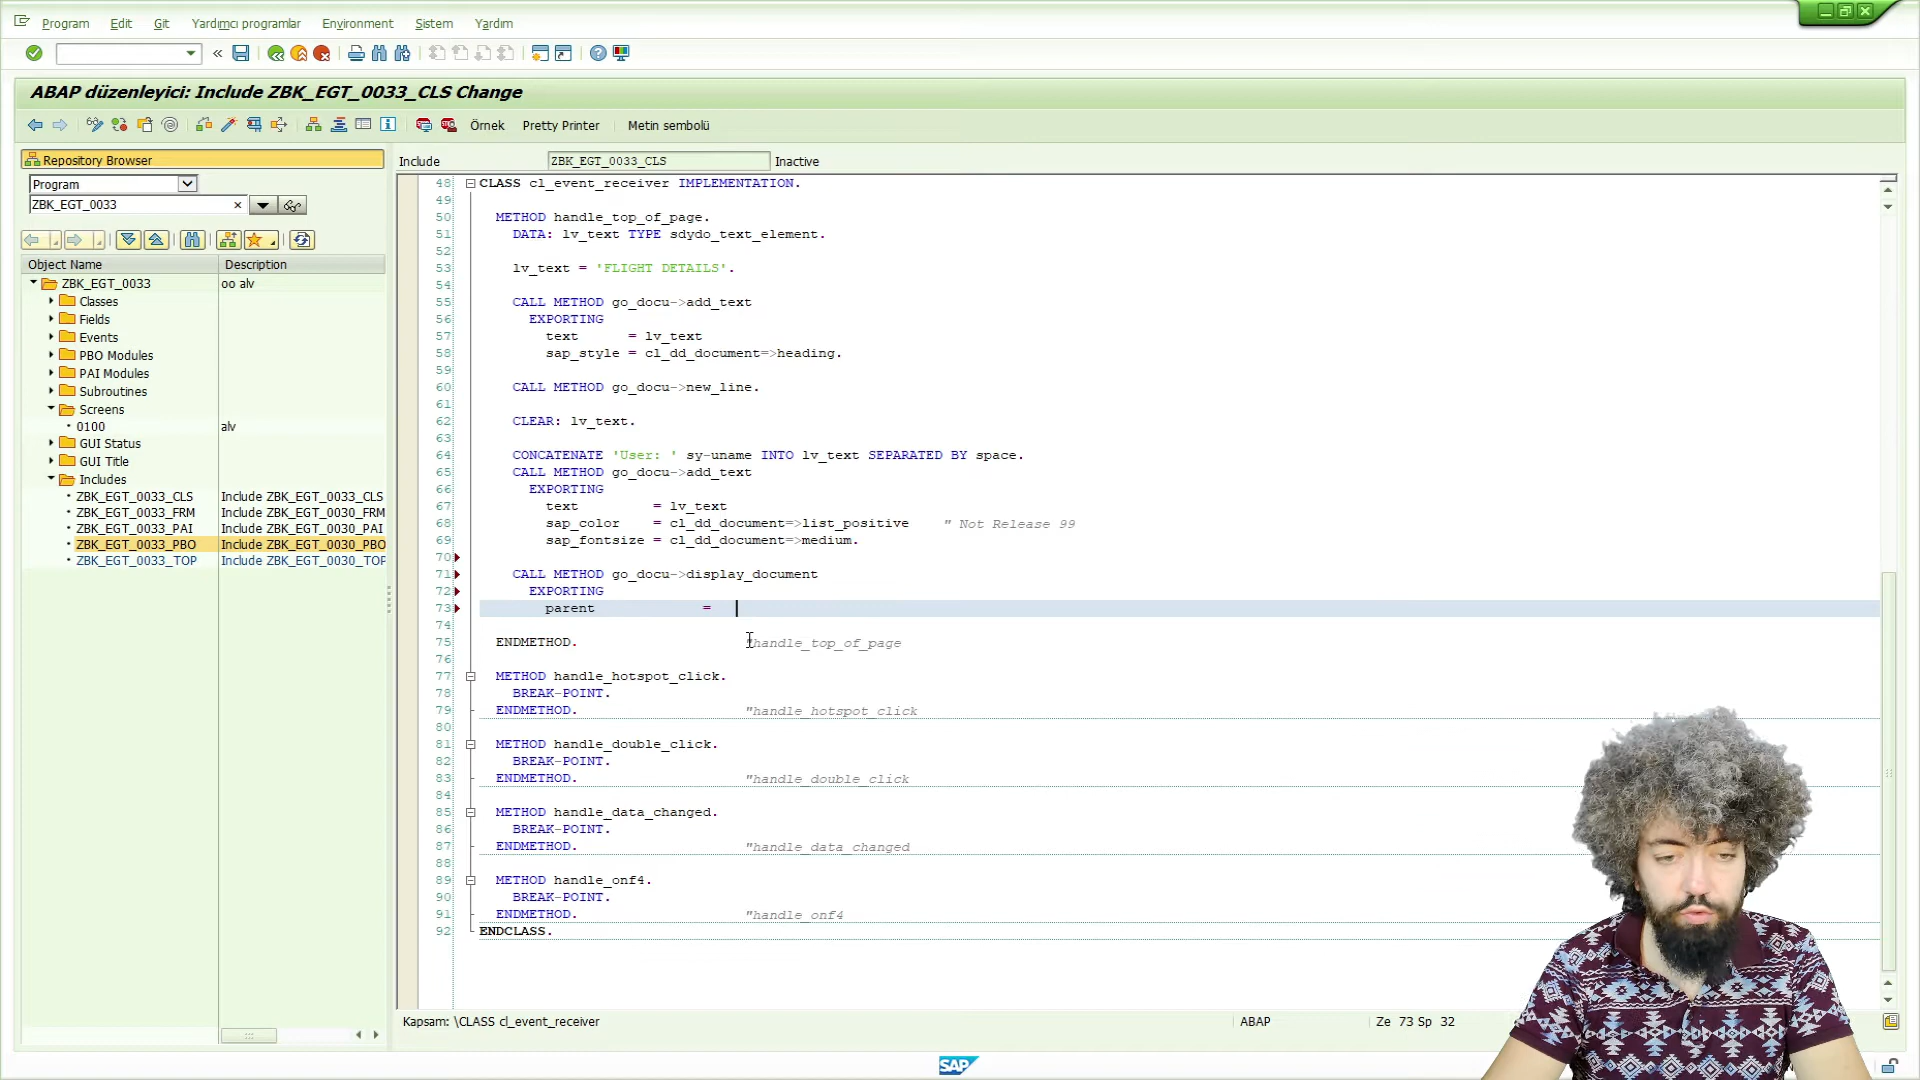 Program Edit Git Yardımcı programlar Environment Sistem Yardım
ABAP düzenleyici: Include ZBK_EGT_0033_CLS Change
Örnek Pretty Printer Metin sembolü
Repository Browser
Program
ZBK_EGT_0033
Object Name Description
ZBK_EGT_0033 oo alv
Classes
Fields
Events
PBO Modules
PAI Modules
Subroutines
Screens
0100 alv
GUI Status
GUI Title
Includes
ZBK_EGT_0033_CLS Include ZBK_EGT_0033_CLS
ZBK_EGT_0033_FRM Include ZBK_EGT_0030_FRM
ZBK_EGT_0033_PAI Include ZBK_EGT_0030_PAI
ZBK_EGT_0033_PBO Include ZBK_EGT_0030_PBO
ZBK_EGT_0033_TOP Include ZBK_EGT_0030_TOP
Include ZBK_EGT_0033_CLS Inactive
48 CLASS cl_event_receiver IMPLEMENTATION.
49
50 METHOD handle_top_of_page.
51 DATA: lv_text TYPE sdydo_text_element.
52
53 lv_text = 'FLIGHT DETAILS'.
54
55 CALL METHOD go_docu->add_text
56 EXPORTING
57 text = lv_text
58 sap_style = cl_dd_document=>heading.
59
60 CALL METHOD go_docu->new_line.
61
62 CLEAR: lv_text.
63
64 CONCATENATE 'User: ' sy-uname INTO lv_text SEPARATED BY space.
65 CALL METHOD go_docu->add_text
66 EXPORTING
67 text = lv_text
68 sap_color = cl_dd_document=>list_positive " Not Release 99
69 sap_fontsize = cl_dd_document=>medium.
70
71 CALL METHOD go_docu->display_document
72 EXPORTING
73 parent =
74
75 ENDMETHOD. "handle_top_of_page
76
77 METHOD handle_hotspot_click.
78 BREAK-POINT.
79 ENDMETHOD. "handle_hotspot_click
80
81 METHOD handle_double_click.
82 BREAK-POINT.
83 ENDMETHOD. "handle_double_click
84
85 METHOD handle_data_changed.
86 BREAK-POINT.
87 ENDMETHOD. "handle_data_changed
88
89 METHOD handle_onf4.
90 BREAK-POINT.
91 ENDMETHOD. "handle_onf4
92 ENDCLASS.
Kapsam: \CLASS cl_event_receiver ABAP Ze 73 Sp 32
SAP